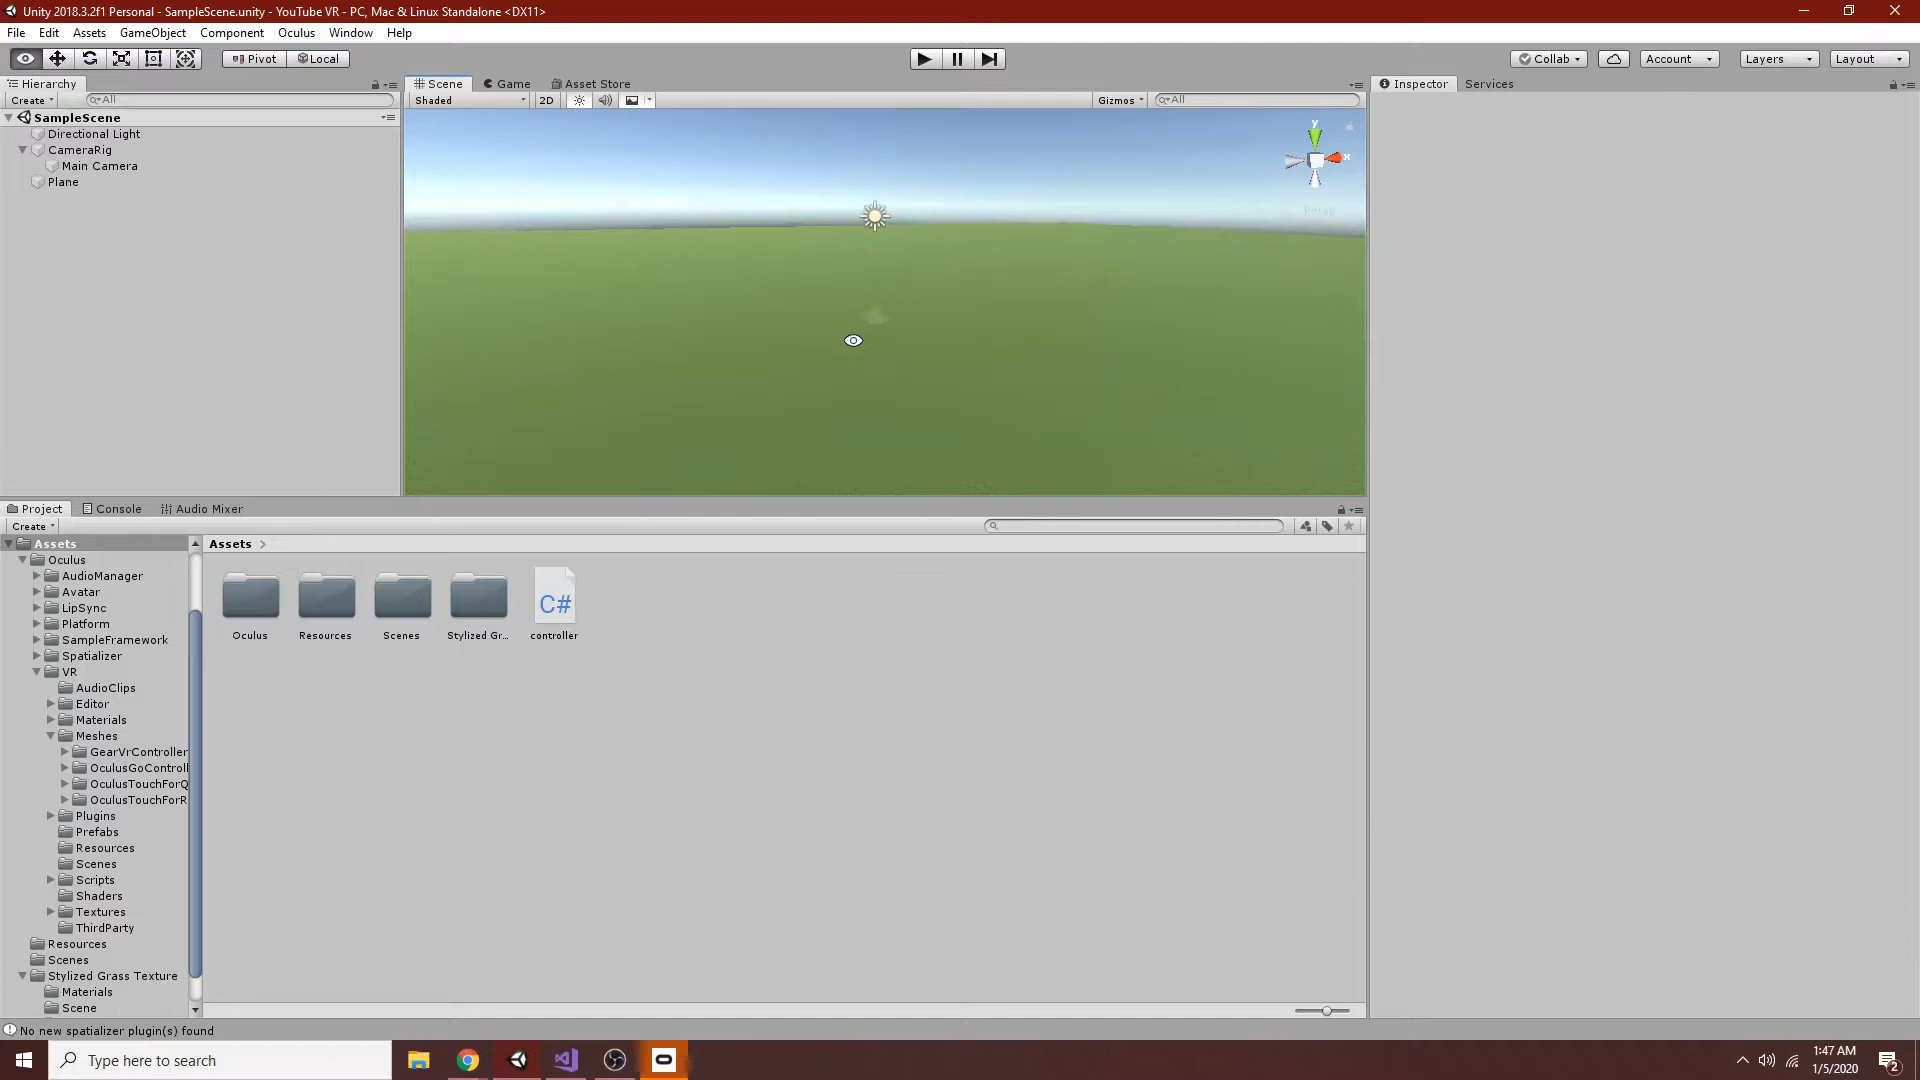 Unity 2018.3.2f1 Personal - SampleScene.unity - YouTube VR - PC, Mac & Linux Standalone <DX11>
File Edit Assets GameObject Component Oculus Window Help
Pivot Local Collab Account Layers Layout
Hierarchy
Create All
SampleScene
Directional Light
CameraRig
Main Camera
Plane
Scene Game Asset Store
Shaded 2D Gizmos All
y
x
Persp
Inspector Services
Project Console Audio Mixer
Create
Assets
Oculus
AudioManager
Avatar
LipSync
Platform
SampleFramework
Spatializer
VR
AudioClips
Editor
Materials
Meshes
GearVrController
OculusGoControll
OculusTouchForQ
OculusTouchForR
Plugins
Prefabs
Resources
Scenes
Scripts
Shaders
Textures
ThirdParty
Resources
Scenes
Stylized Grass Texture
Materials
Scene
Assets
C#
Oculus Resources Scenes Stylized Gr... controller
No new spatializer plugin(s) found
Type here to search
1:47 AM
1/5/2020
2